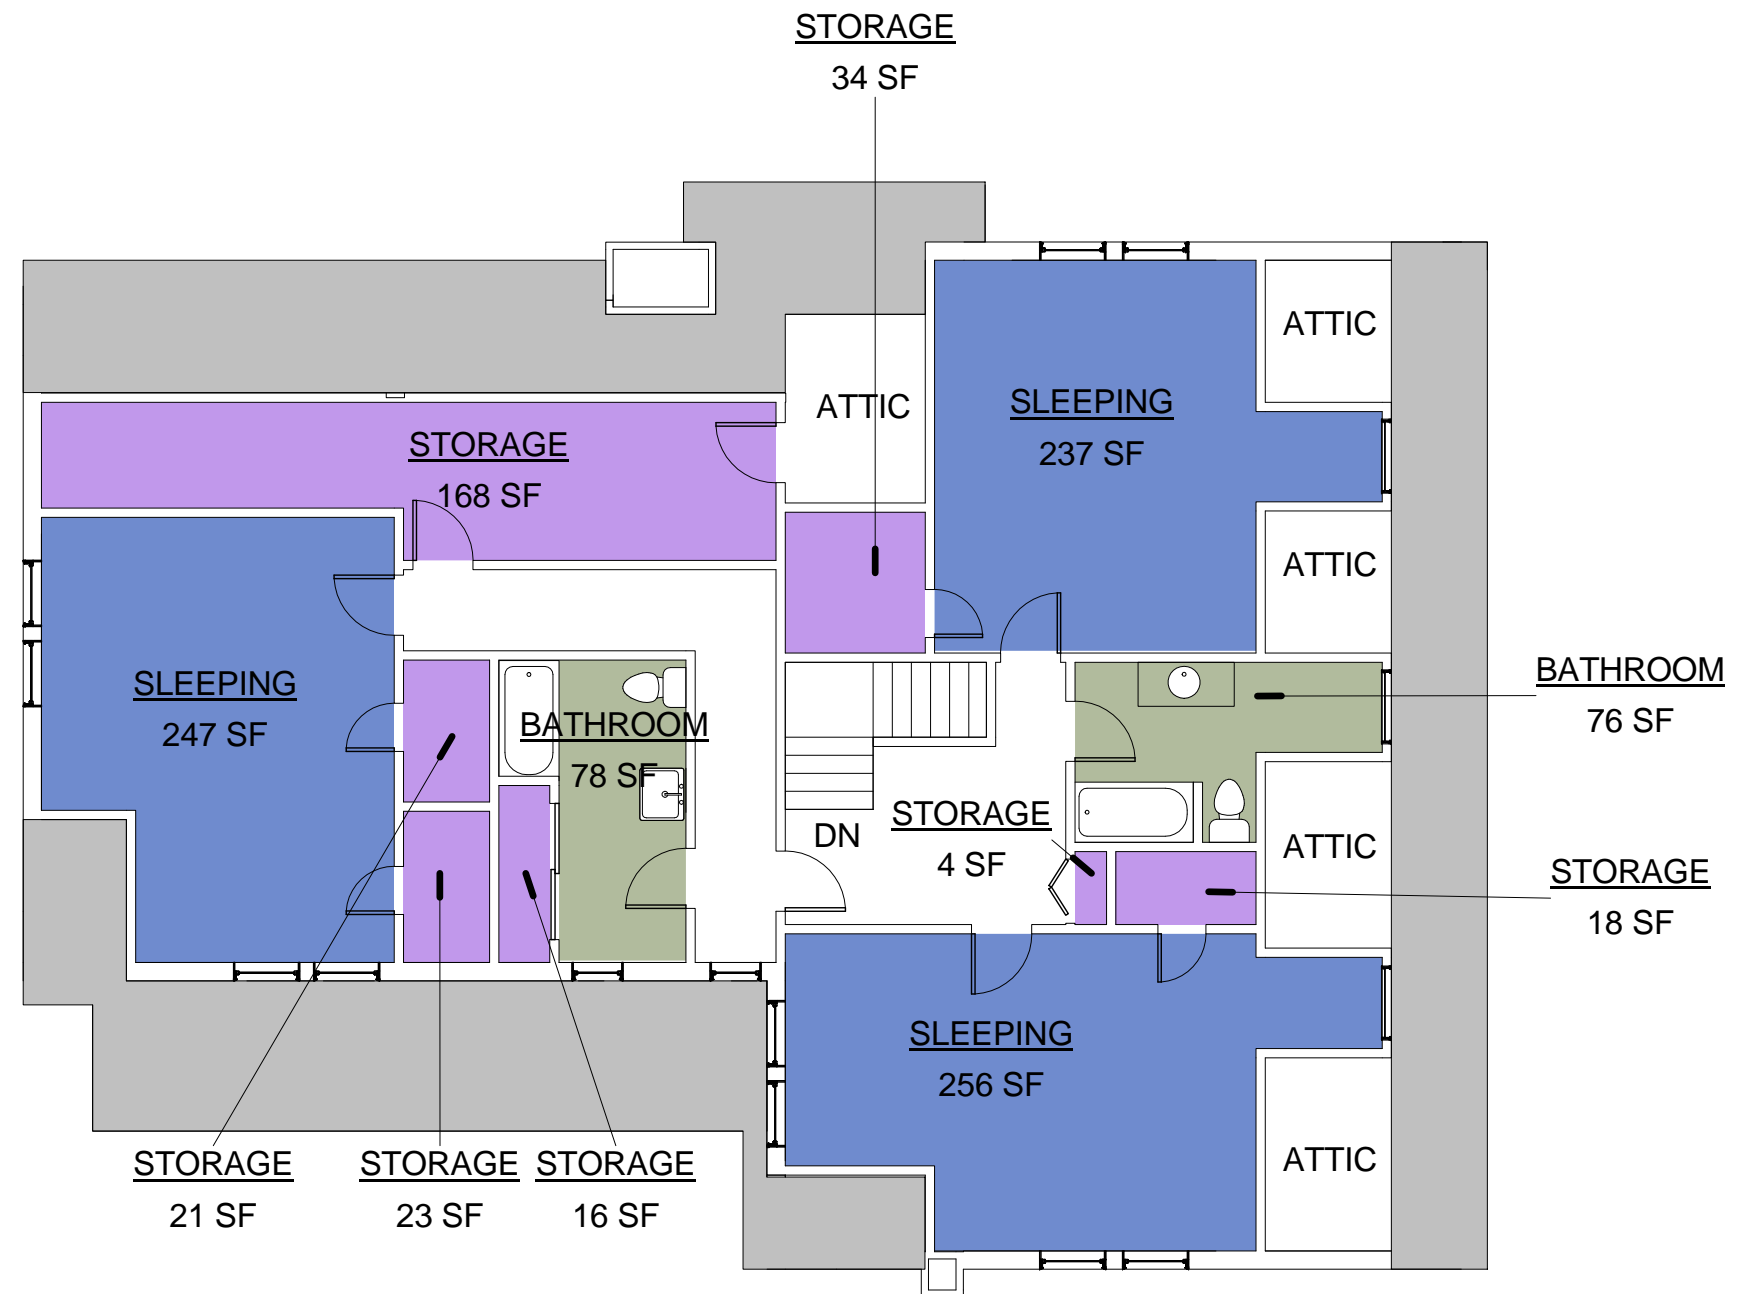 STORAGE
34 SF
ATTIC
ATTIC
SLEEPING
237 SF
STORAGE
168 SF
ATTIC
SLEEPING
247 SF
BATHROOM
78 SF
BATHROOM
76 SF
DN
STORAGE
4 SF
ATTIC
STORAGE
18 SF
SLEEPING
256 SF
ATTIC
STORAGE
21 SF
STORAGE
23 SF
STORAGE
16 SF